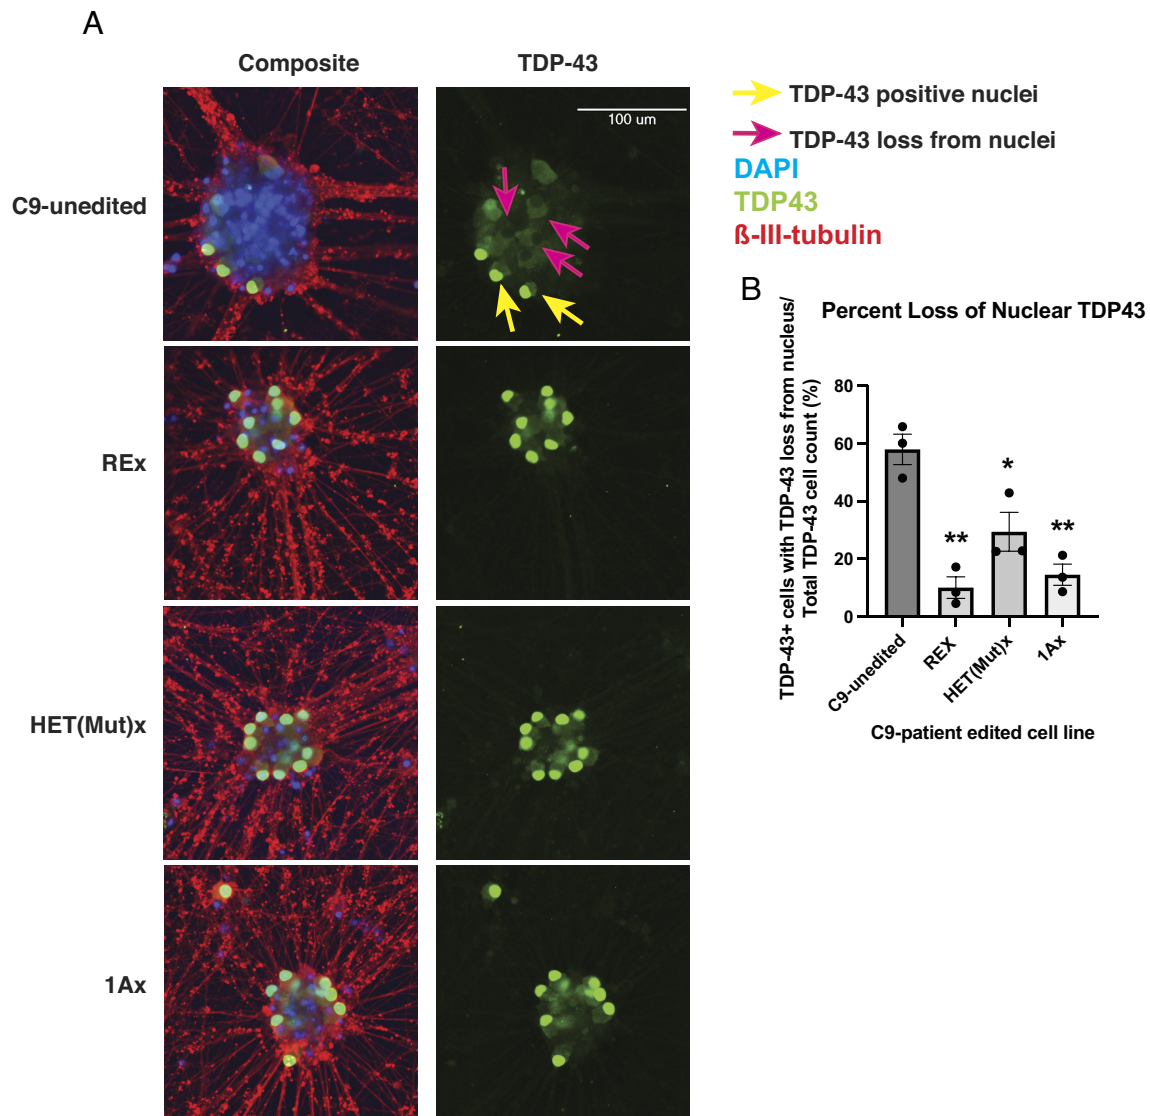 A
Composite
TDP-43
100 um
C9-unedited
REx
HET(Mut)x
1Ax
TDP-43 positive nuclei
TDP-43 loss from nuclei
DAPI
TDP43
ß-III-tubulin
B
Percent Loss of Nuclear TDP43
TDP-43+ cells with TDP-43 loss from nucleus/
Total TDP-43 cell count (%)
80
60
40
20
0
**
*
**
C9-unedited
REX
HET(Mut)x
1Ax
C9-patient edited cell line